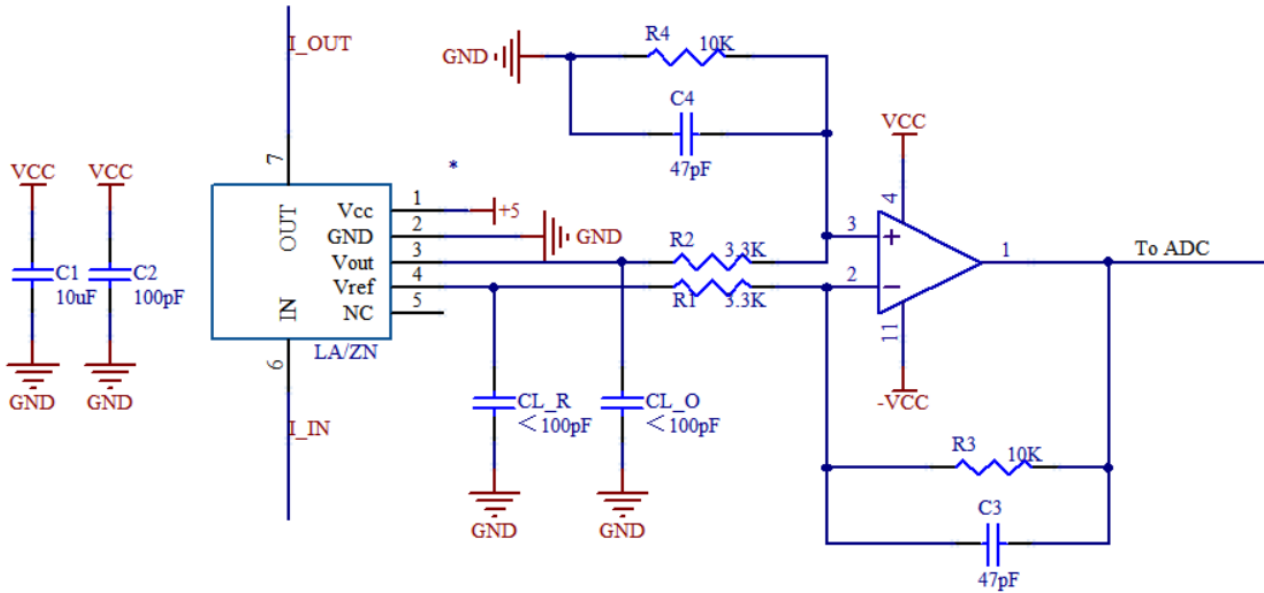 I_OUT
7
OUT
IN
6
I_IN
LA/ZN
Vcc 1
GND 2
Vout 3
Vref 4
NC 5
*
+5
GND
VCC
C1
10uF
GND
VCC
C2
100pF
GND
GND
R4 10K
C4
47pF
R2 3.3K
R1 3.3K
CL_R
<100pF
GND
CL_O
<100pF
GND
VCC
4
3 +
2 −
1
11
-VCC
To ADC
R3 10K
C3
47pF